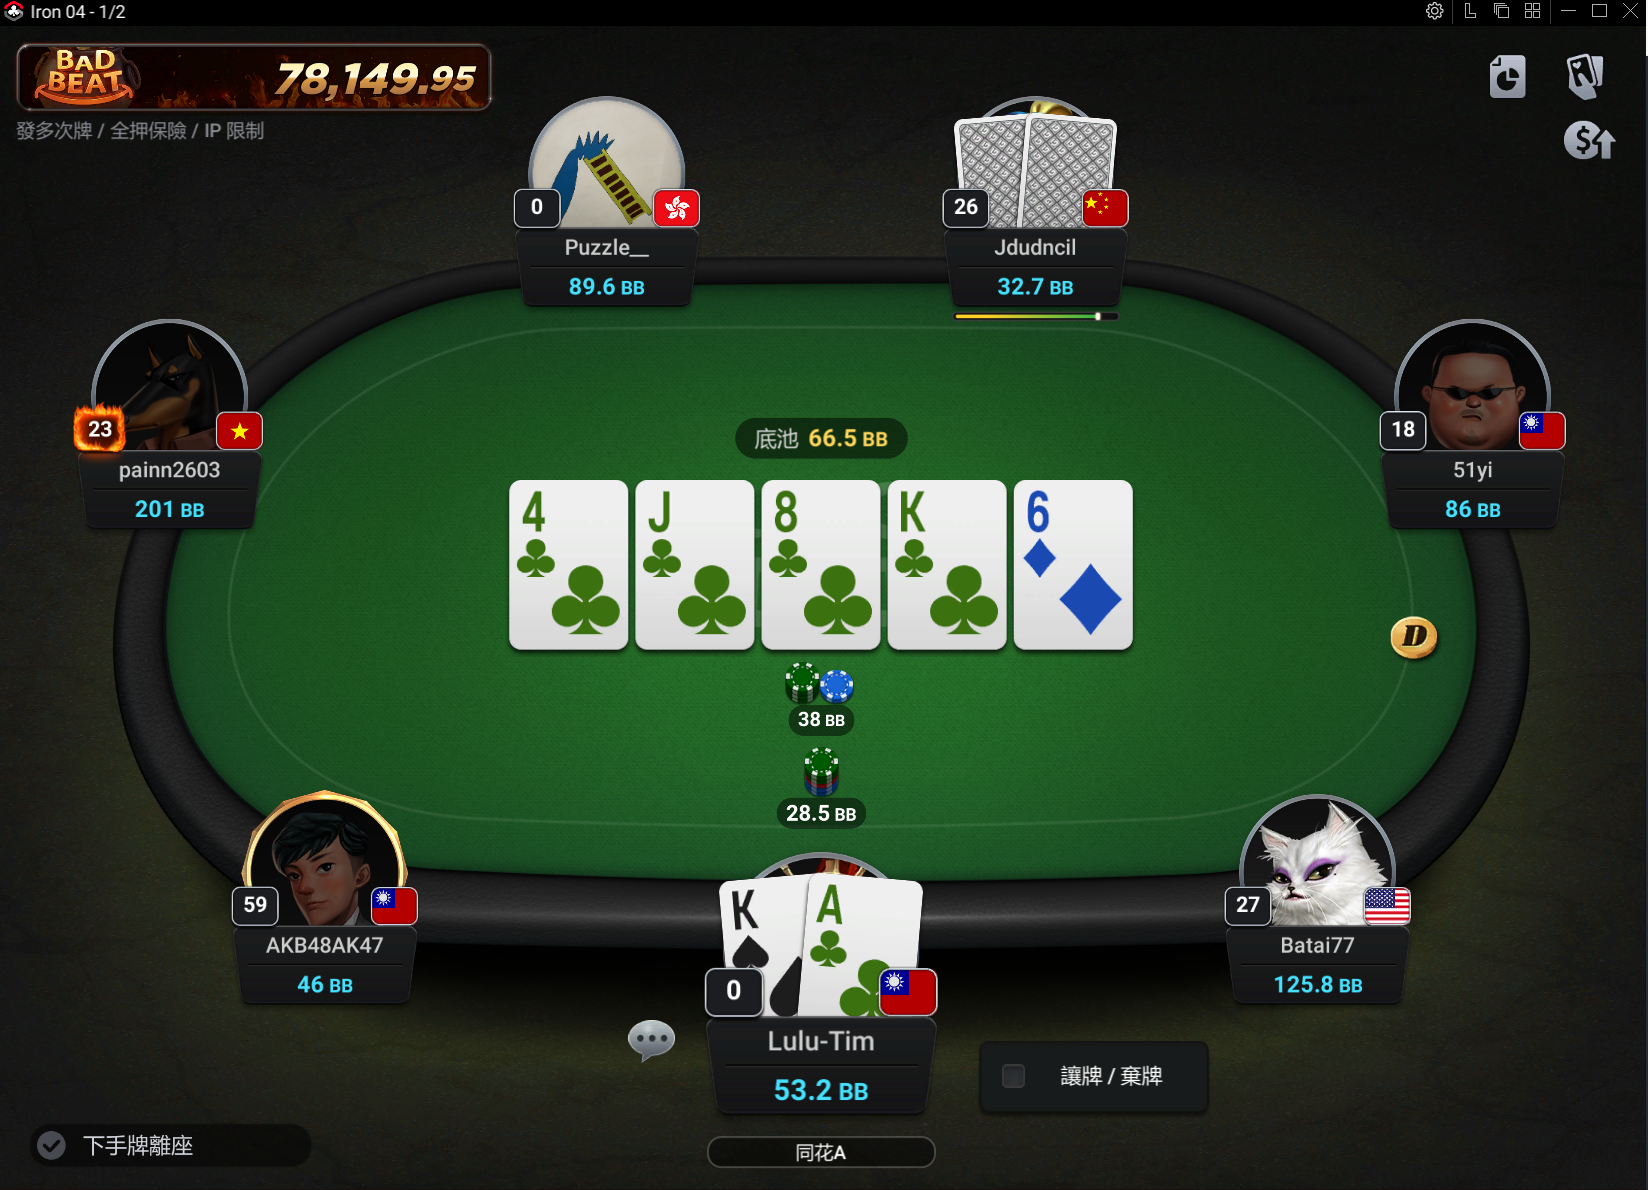 Iron 04 - 1/2
BAD BEAT 78,149.95
發多次牌 / 全押保險 / IP 限制
0
Puzzle__
89.6 BB
26
Jdudncil
32.7 BB
23
painn2603
201 BB
18
51yi
86 BB
底池 66.5 BB
4 J 8 K 6
D
38 BB
28.5 BB
59
AKB48AK47
46 BB
K A
0
Lulu-Tim
53.2 BB
27
Batai77
125.8 BB
讓牌 / 棄牌
下手牌離座
同花A